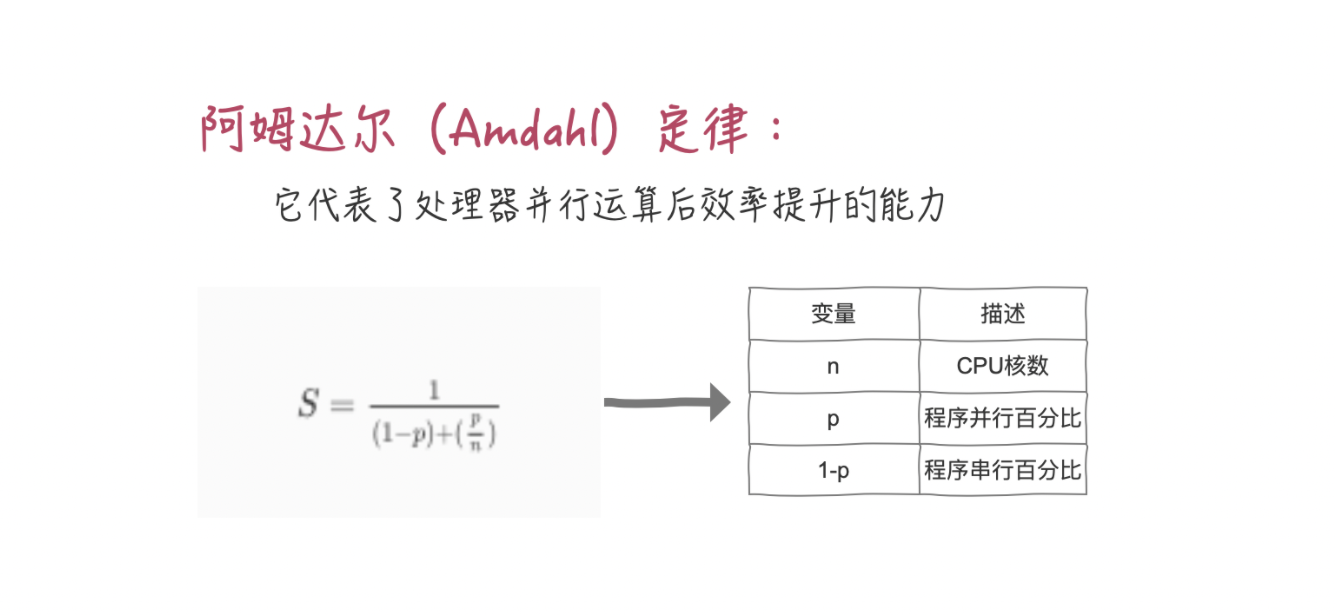 阿姆达尔（Amdahl）定律：
它代表了处理器并行运算后效率提升的能力
S = \frac{1}{(1-p)+(\frac{p}{n})}
变量 描述
n CPU核数
p 程序并行百分比
1-p 程序串行百分比